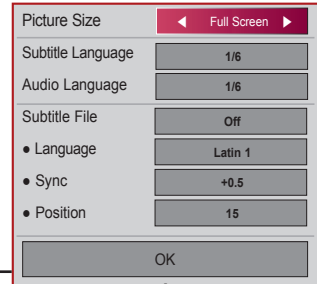 Picture Size ◀ Full Screen ▶
Subtitle Language 1/6
Audio Language 1/6
Subtitle File Off
● Language Latin 1
● Sync +0.5
● Position 15
OK